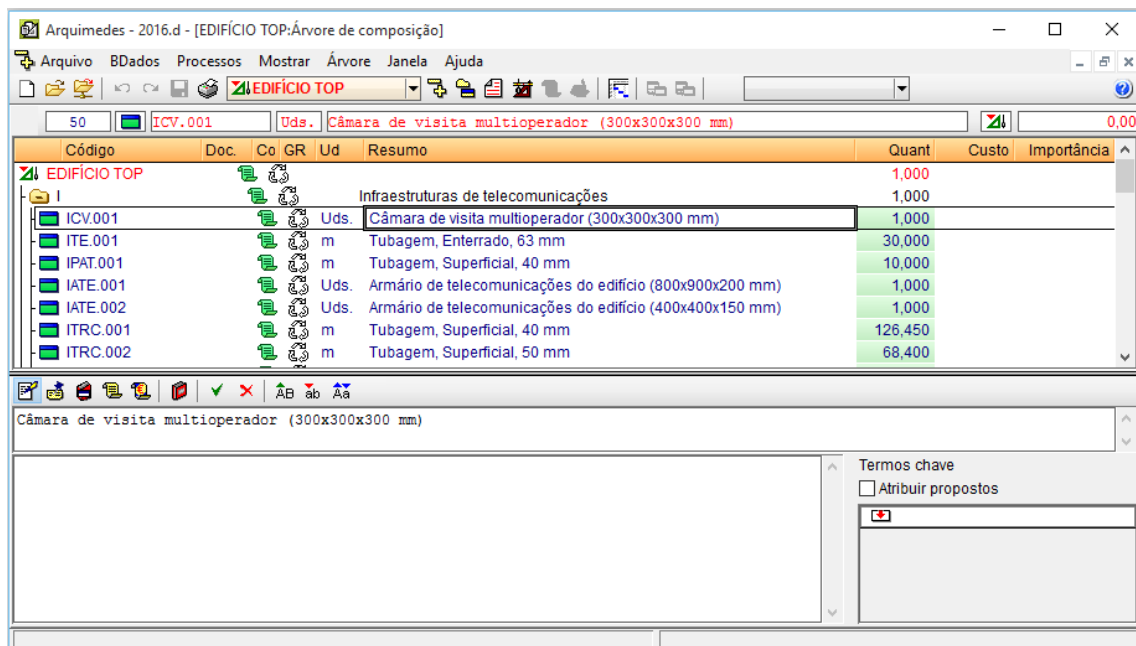 Arquimedes - 2016.d - [EDIFÍCIO TOP:Árvore de composição]
Arquivo BDados Processos Mostrar Árvore Janela Ajuda
EDIFÍCIO TOP
50 ICV.001 Uds. Câmara de visita multioperador (300x300x300 mm) 0,00
Código Doc. Co GR Ud Resumo Quant Custo Importância
EDIFÍCIO TOP 1,000
I Infraestruturas de telecomunicações 1,000
ICV.001 Uds. Câmara de visita multioperador (300x300x300 mm) 1,000
ITE.001 m Tubagem, Enterrado, 63 mm 30,000
IPAT.001 m Tubagem, Superficial, 40 mm 10,000
IATE.001 Uds. Armário de telecomunicações do edifício (800x900x200 mm) 1,000
IATE.002 Uds. Armário de telecomunicações do edifício (400x400x150 mm) 1,000
ITRC.001 m Tubagem, Superficial, 40 mm 126,450
ITRC.002 m Tubagem, Superficial, 50 mm 68,400
ÂB ãb Ãä
Câmara de visita multioperador (300x300x300 mm)
Termos chave
Atribuir propostos